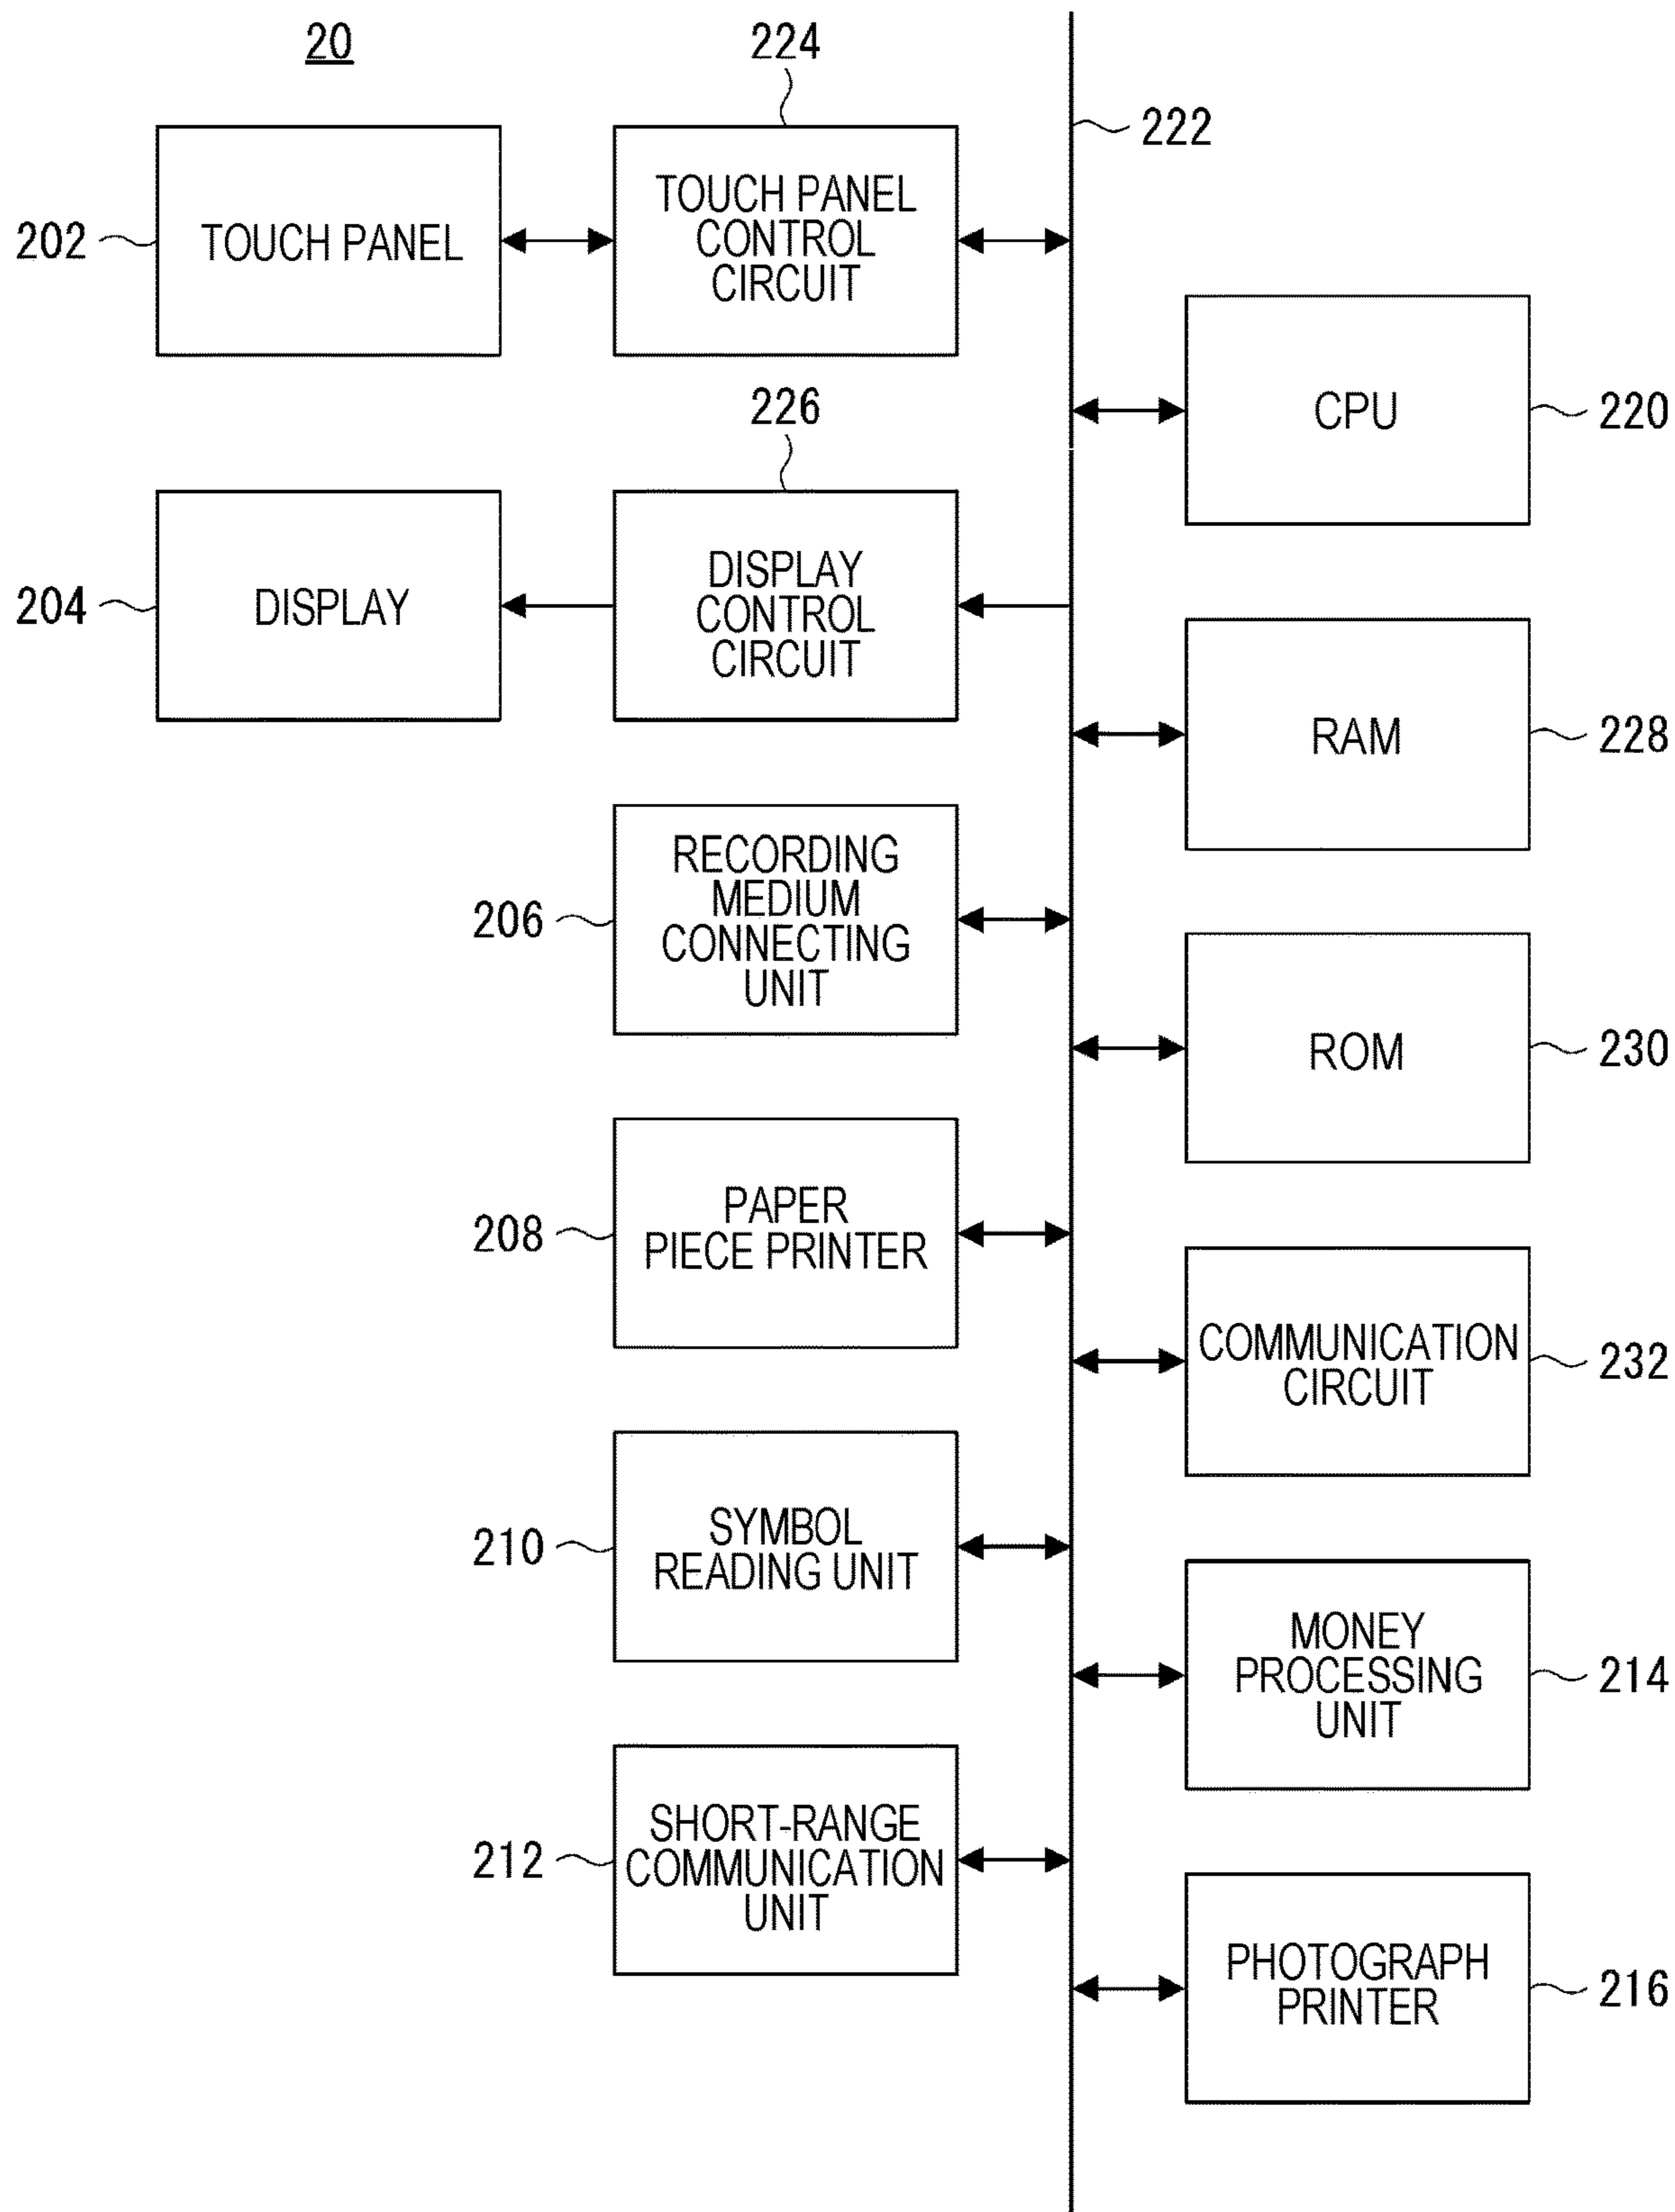 20
224
222
202
TOUCH PANEL
TOUCH PANEL
CONTROL
CIRCUIT
CPU
220
226
204
DISPLAY
DISPLAY
CONTROL
CIRCUIT
RAM
228
206
RECORDING
MEDIUM
CONNECTING
UNIT
ROM
230
208
PAPER
PIECE PRINTER
COMMUNICATION
CIRCUIT
232
210
SYMBOL
READING UNIT
MONEY
PROCESSING
UNIT
214
212
SHORT-RANGE
COMMUNICATION
UNIT
PHOTOGRAPH
PRINTER
216